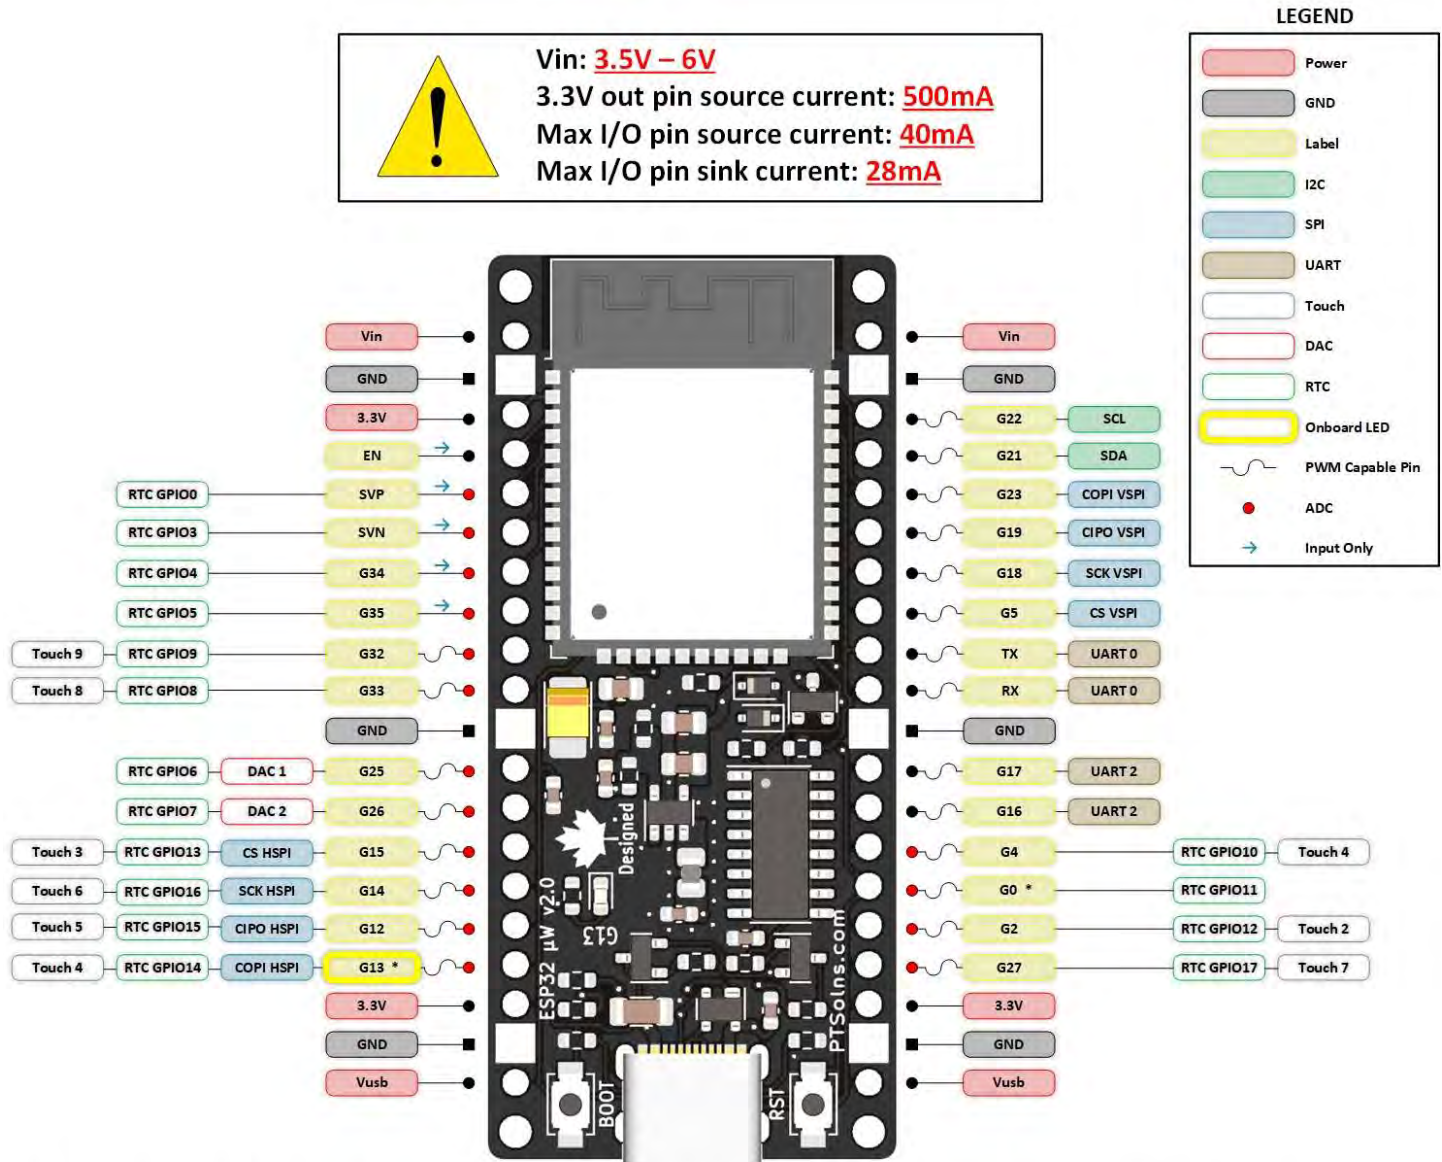 LEGEND
Vin: 3.5V – 6V
3.3V out pin source current: 500mA
Max I/O pin source current: 40mA
Max I/O pin sink current: 28mA
Power
GND
Label
I2C
SPI
UART
Touch
DAC
RTC
Onboard LED
PWM Capable Pin
ADC
Input Only
Vin
GND
3.3V
EN
RTC GPIO0 SVP
RTC GPIO3 SVN
RTC GPIO4 G34
RTC GPIO5 G35
Touch 9 RTC GPIO9 G32
Touch 8 RTC GPIO8 G33
GND
RTC GPIO6 DAC 1 G25
RTC GPIO7 DAC 2 G26
Touch 3 RTC GPIO13 CS HSPI G15
Touch 6 RTC GPIO16 SCK HSPI G14
Touch 5 RTC GPIO15 CIPO HSPI G12
Touch 4 RTC GPIO14 COPI HSPI G13 *
3.3V
GND
Vusb
Designed
G13
ESP32 µW v2.0
PTSolns.com
BOOT
RST
Vin
GND
G22 SCL
G21 SDA
G23 COPI VSPI
G19 CIPO VSPI
G18 SCK VSPI
G5 CS VSPI
TX UART 0
RX UART 0
GND
G17 UART 2
G16 UART 2
G4 RTC GPIO10 Touch 4
G0 * RTC GPIO11
G2 RTC GPIO12 Touch 2
G27 RTC GPIO17 Touch 7
3.3V
GND
Vusb